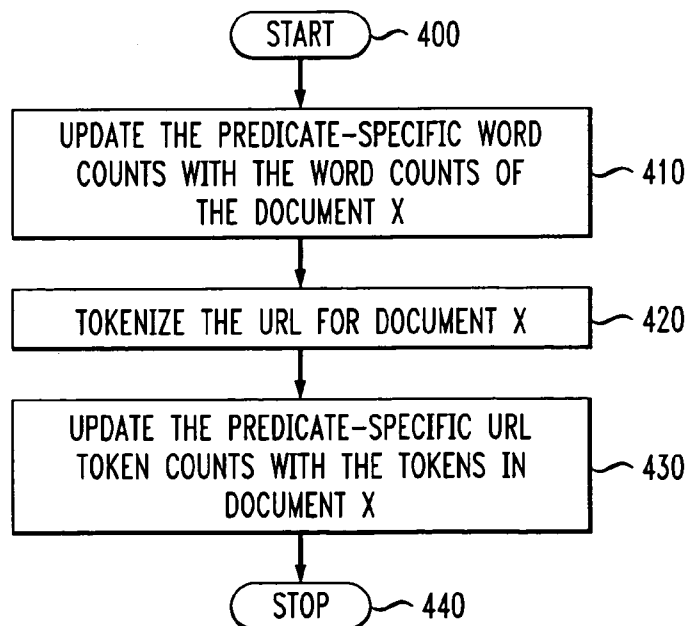 START
400
UPDATE THE PREDICATE-SPECIFIC WORD
COUNTS WITH THE WORD COUNTS OF
THE DOCUMENT X
410
TOKENIZE THE URL FOR DOCUMENT X
420
UPDATE THE PREDICATE-SPECIFIC URL
TOKEN COUNTS WITH THE TOKENS IN
DOCUMENT X
430
STOP
440